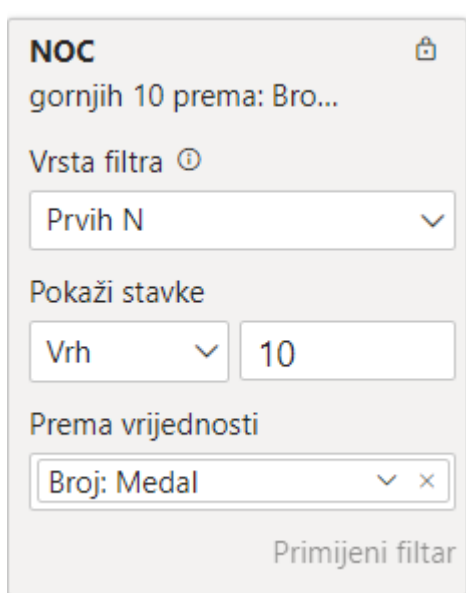 NOC
gornjih 10 prema: Bro...
Vrsta filtra
Prvih N
Pokaži stavke
Vrh 10
Prema vrijednosti
Broj: Medal
Primijeni filtar